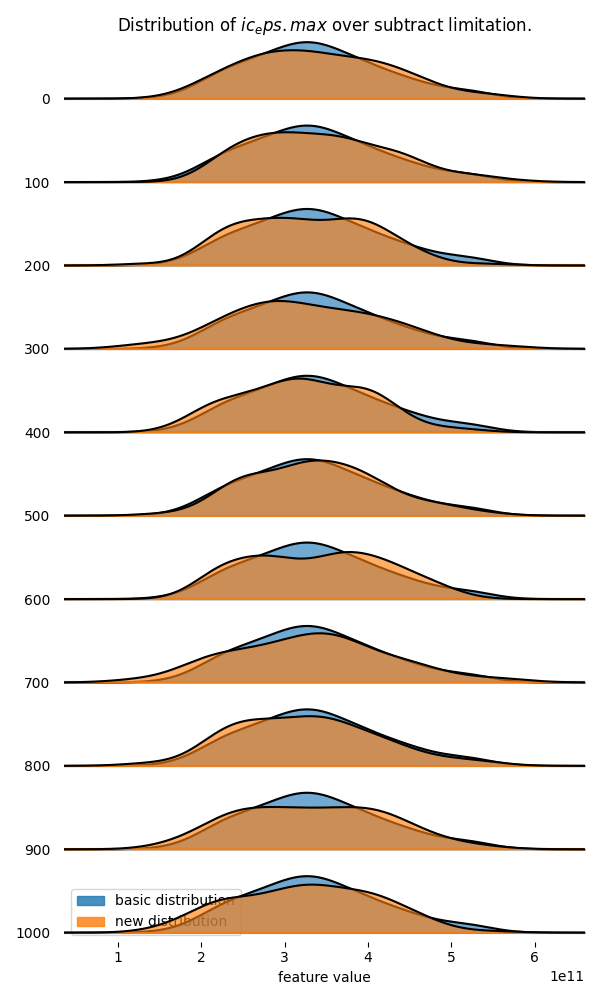 Distribution of ic_eps.max over subtract limitation.
0
100
200
300
400
500
600
700
800
900
1000
basic distribution
new distribution
1 2 3 4 5 6
feature value
1e11